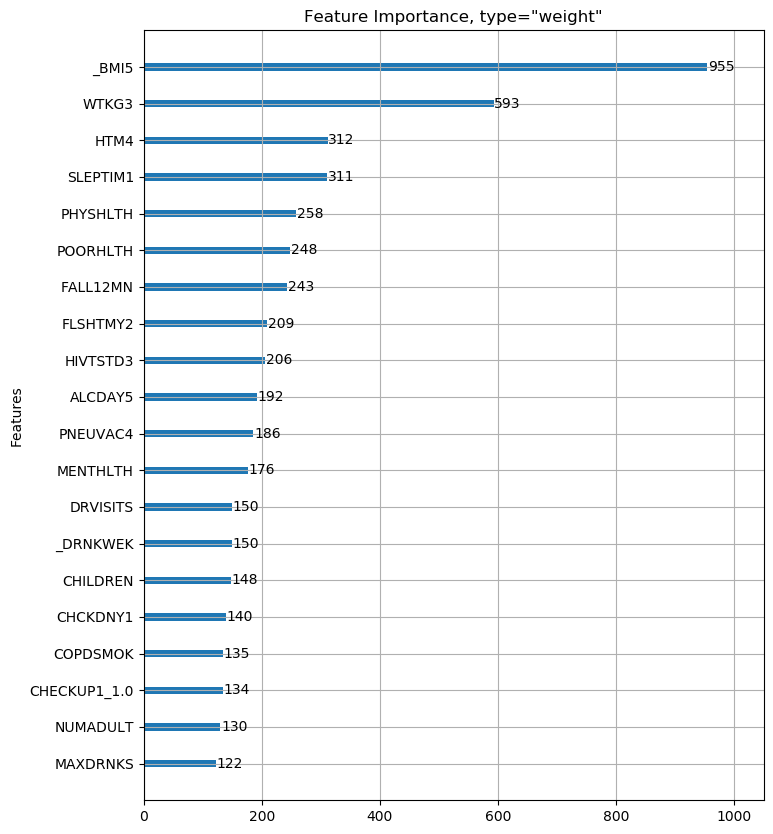 Feature Importance, type="weight"
Features
_BMI5 955
WTKG3 593
HTM4 312
SLEPTIM1 311
PHYSHLTH 258
POORHLTH 248
FALL12MN 243
FLSHTMY2 209
HIVTSTD3 206
ALCDAY5 192
PNEUVAC4 186
MENTHLTH 176
DRVISITS 150
_DRNKWEK 150
CHILDREN 148
CHCKDNY1 140
COPDSMOK 135
CHECKUP1_1.0 134
NUMADULT 130
MAXDRNKS 122
0 200 400 600 800 1000